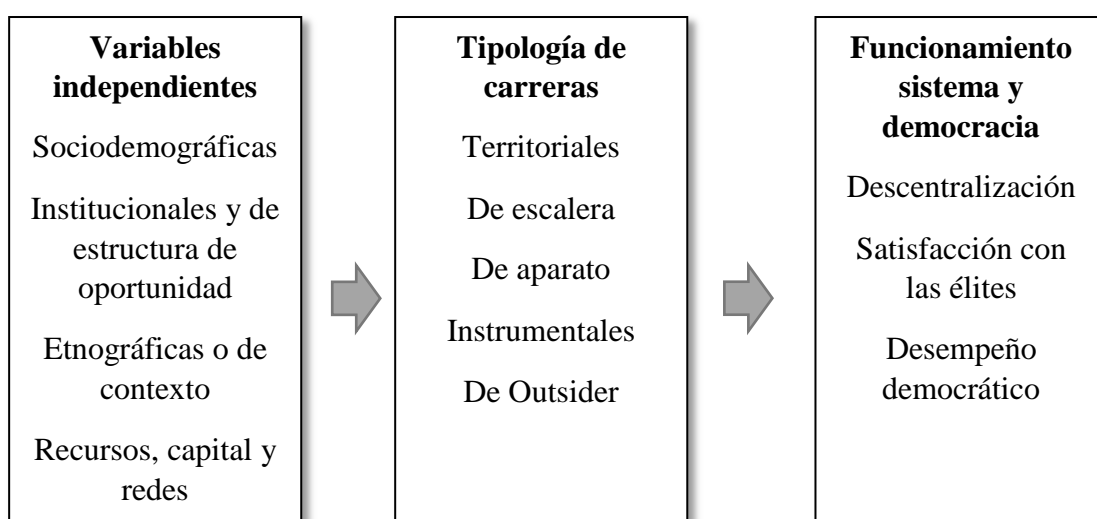 Variables
independientes
Sociodemográficas
Institucionales y de
estructura de
oportunidad
Etnográficas o de
contexto
Recursos, capital y
redes
Tipología de
carreras
Territoriales
De escalera
De aparato
Instrumentales
De Outsider
Funcionamiento
sistema y
democracia
Descentralización
Satisfacción con
las élites
Desempeño
democrático